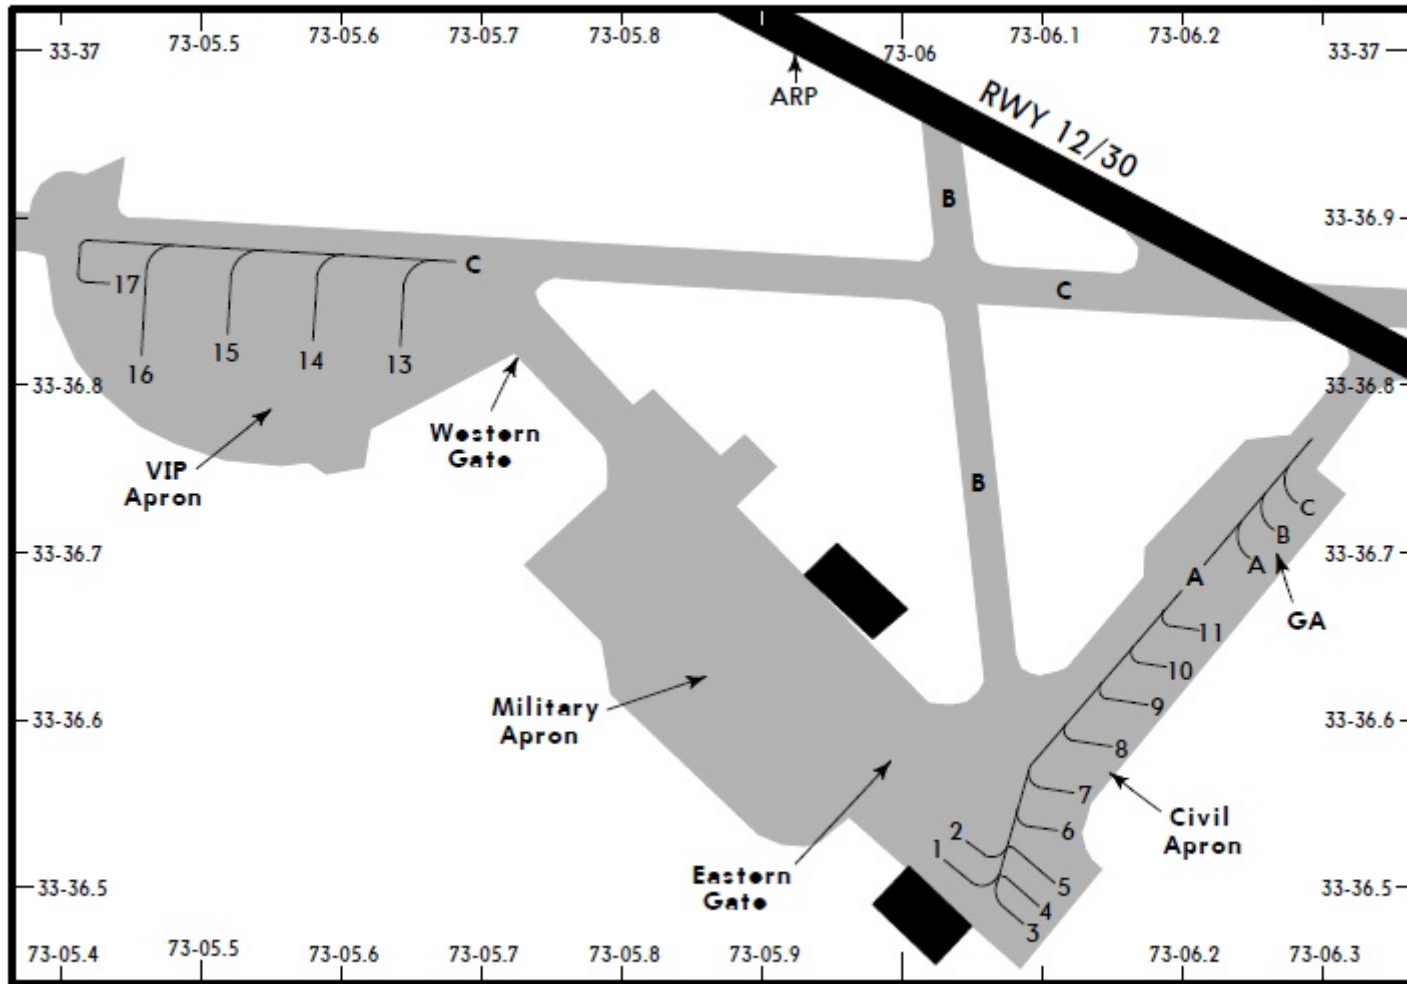 33-37
73-05.5
73-05.6
73-05.7
73-05.8
73-06
73-06.1
73-06.2
33-37
ARP
RWY 12/30
B
33-36.9
C
C
17
16
15
14
13
33-36.8
33-36.8
Western
Gate
VIP
Apron
B
C
B
A
33-36.7
33-36.7
A
GA
11
10
9
8
7
6
Military
Apron
33-36.6
33-36.6
Civil
Apron
2
1
5
4
3
Eastern
Gate
33-36.5
33-36.5
73-05.4
73-05.5
73-05.6
73-05.7
73-05.8
73-05.9
73-06.2
73-06.3